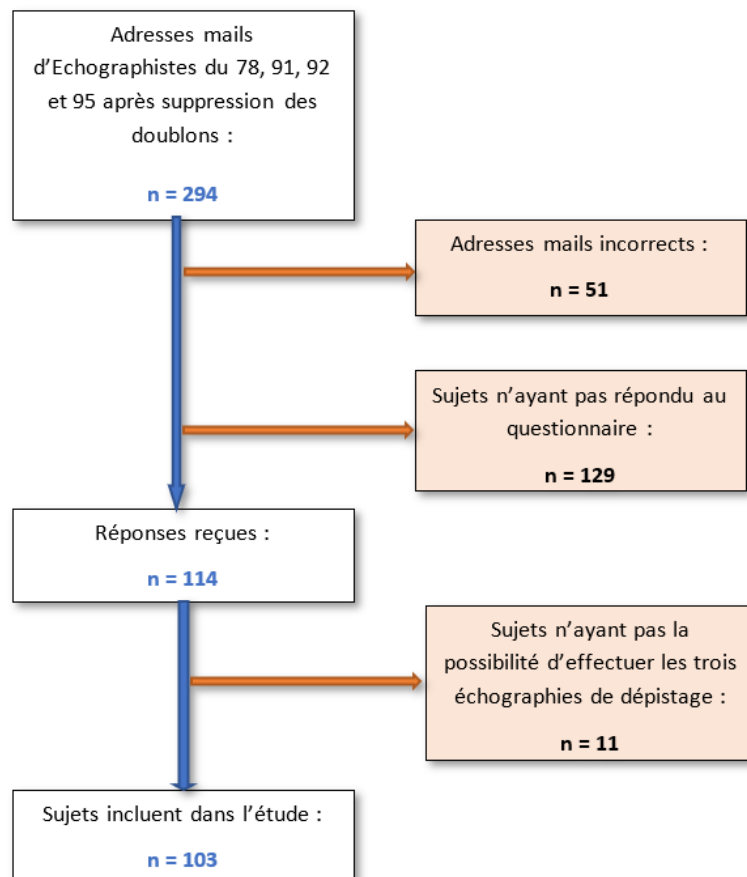 Adresses mails
d’Echographistes du 78, 91, 92
et 95 après suppression des
doublons :
n = 294
Adresses mails incorrects :
n = 51
Sujets n’ayant pas répondu au
questionnaire :
n = 129
Réponses reçues :
n = 114
Sujets n’ayant pas la
possibilité d’effectuer les trois
échographies de dépistage :
n = 11
Sujets incluent dans l’étude :
n = 103